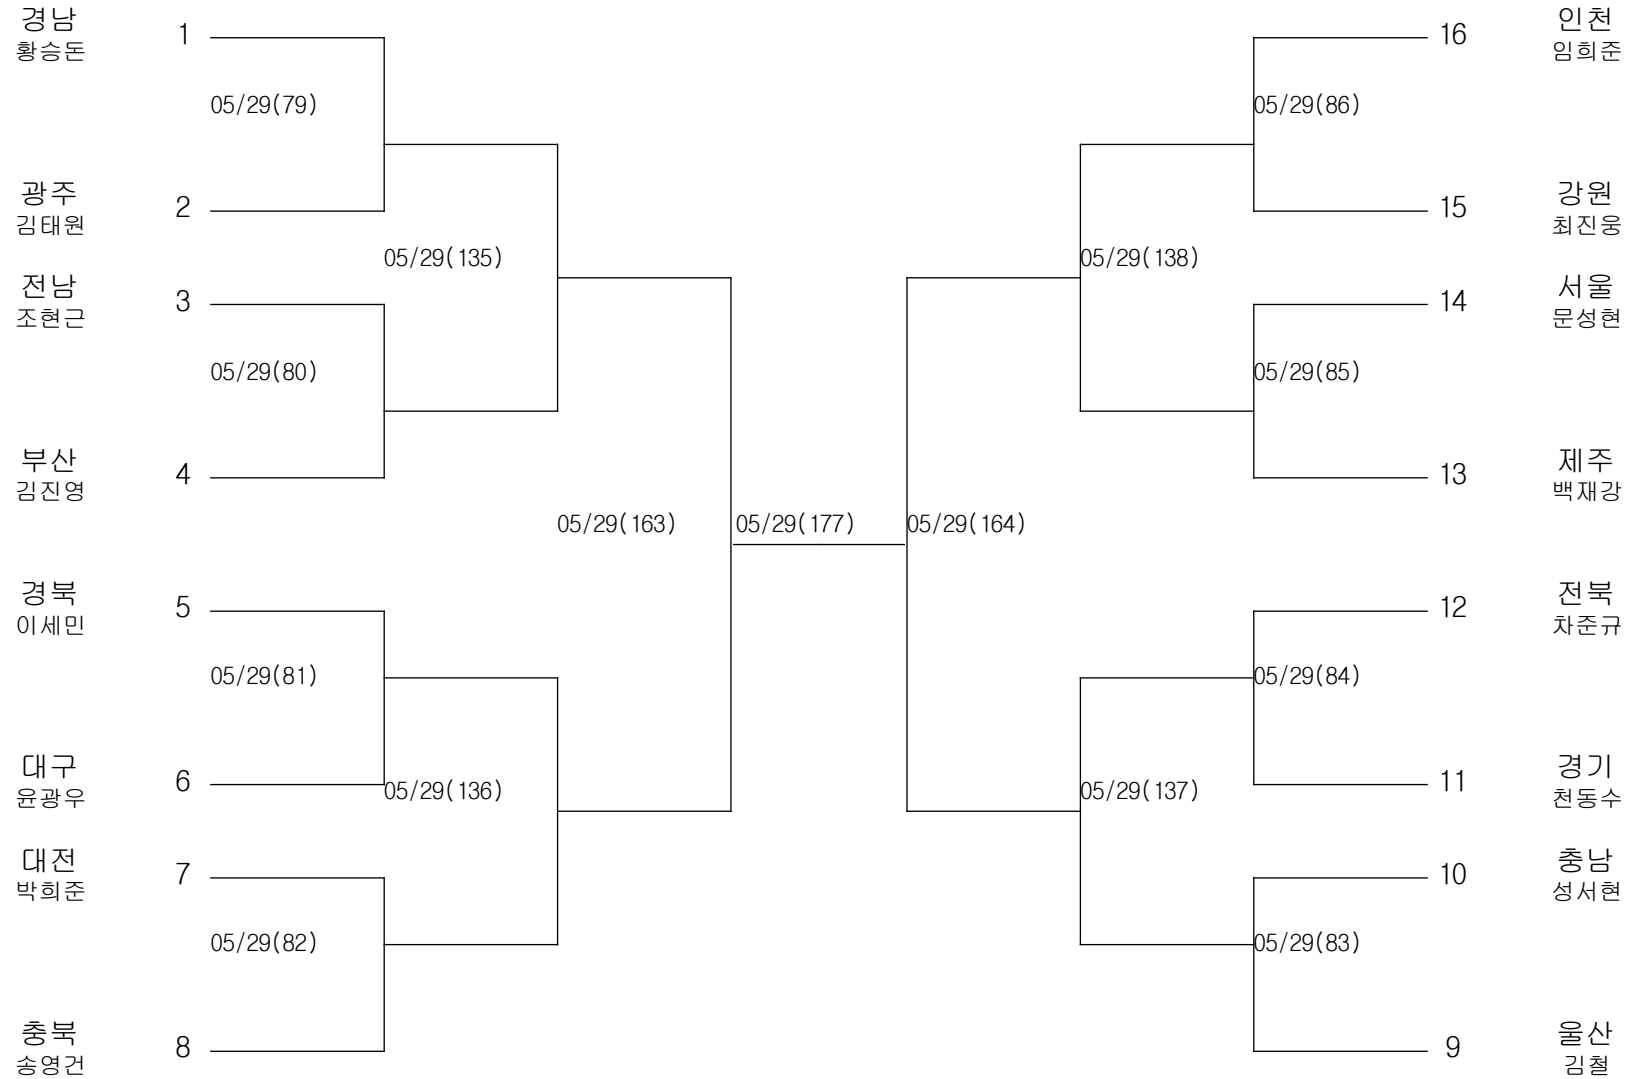 경남
황승돈
1
05/29(79)
광주
김태원
2
05/29(135)
전남
조현근
3
05/29(80)
부산
김진영
4
05/29(163)
경북
이세민
5
05/29(81)
대구
윤광우
6
05/29(136)
대전
박희준
7
05/29(82)
충북
송영건
8
05/29(177)
16
인천
임희준
05/29(86)
15
강원
최진웅
05/29(138)
14
서울
문성현
05/29(85)
13
제주
백재강
05/29(164)
12
전북
차준규
05/29(84)
11
경기
천동수
05/29(137)
10
충남
성서현
05/29(83)
9
울산
김철